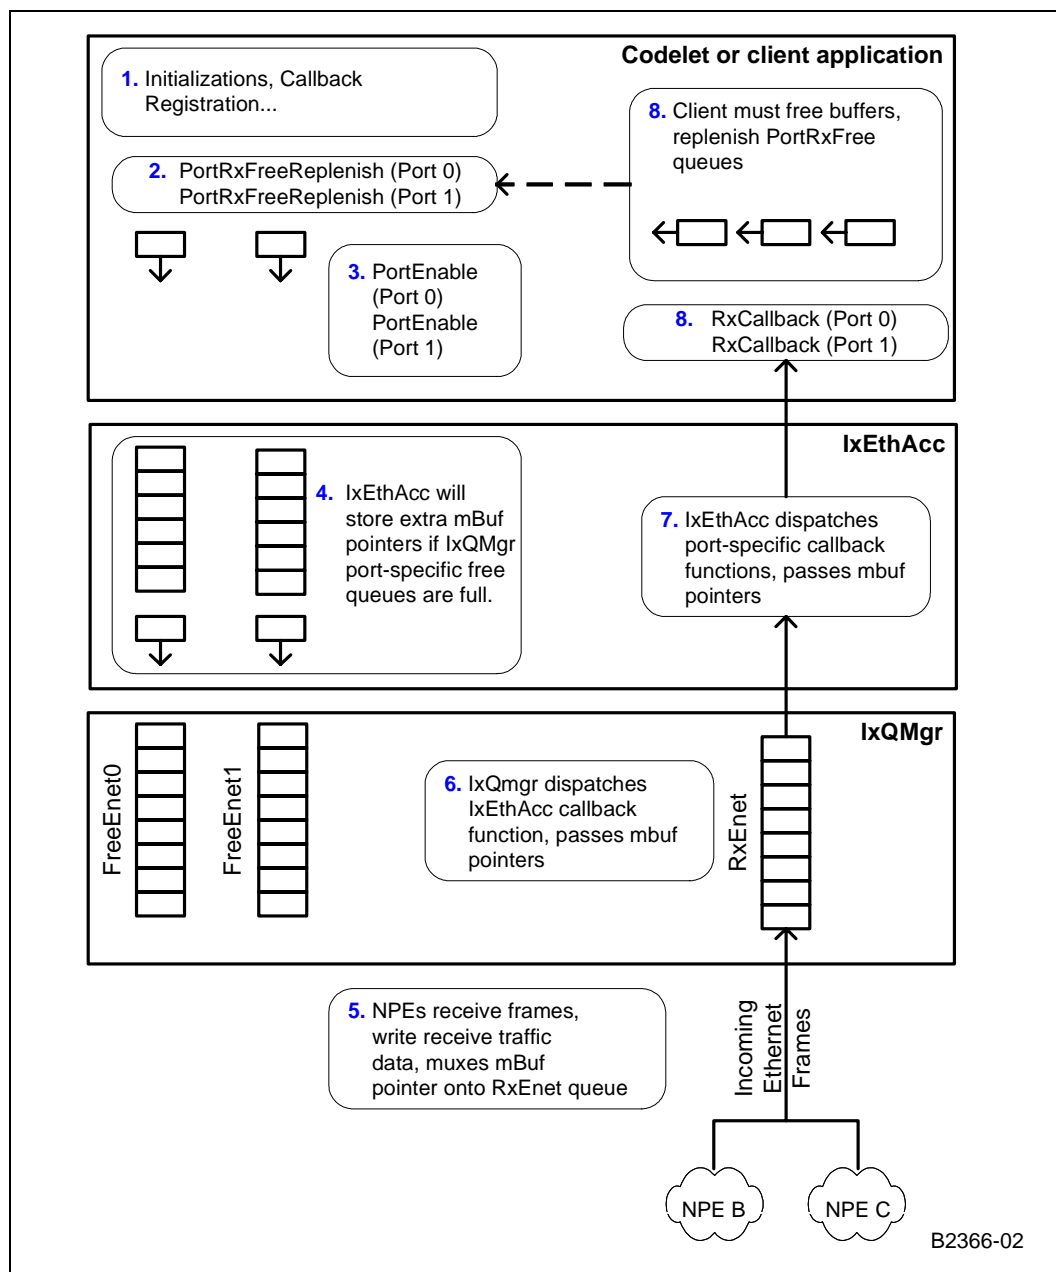 Codelet or client application
1. Initializations, Callback
Registration...
8. Client must free buffers,
replenish PortRxFree
queues
2. PortRxFreeReplenish (Port 0)
PortRxFreeReplenish (Port 1)
3. PortEnable
(Port 0)
PortEnable
(Port 1)
8. RxCallback (Port 0)
RxCallback (Port 1)
IxEthAcc
4. IxEthAcc will
store extra mBuf
pointers if IxQMgr
port-specific free
queues are full.
7. IxEthAcc dispatches
port-specific callback
functions, passes mbuf
pointers
IxQMgr
FreeEnet0
FreeEnet1
6. IxQmgr dispatches
IxEthAcc callback
function, passes mbuf
pointers
RxEnet
5. NPEs receive frames,
write receive traffic
data, muxes mBuf
pointer onto RxEnet queue
Incoming
Ethernet
Frames
NPE B
NPE C
B2366-02